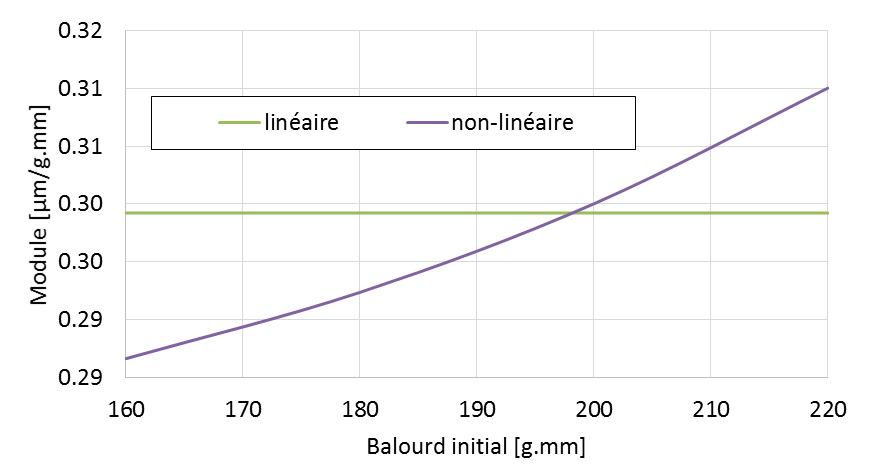 0.32
0.31
0.31
0.30
0.30
0.29
0.29
Module [µm/g.mm]
linéaire
non-linéaire
160 170 180 190 200 210 220
Balourd initial [g.mm]